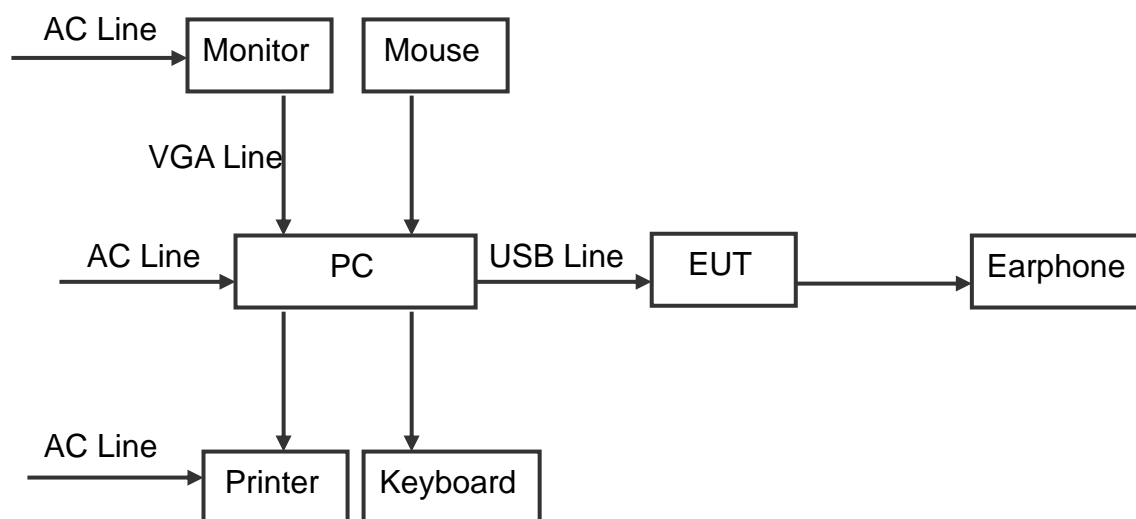 AC Line
Monitor
Mouse
VGA Line
AC Line
PC
USB Line
EUT
Earphone
AC Line
Printer
Keyboard